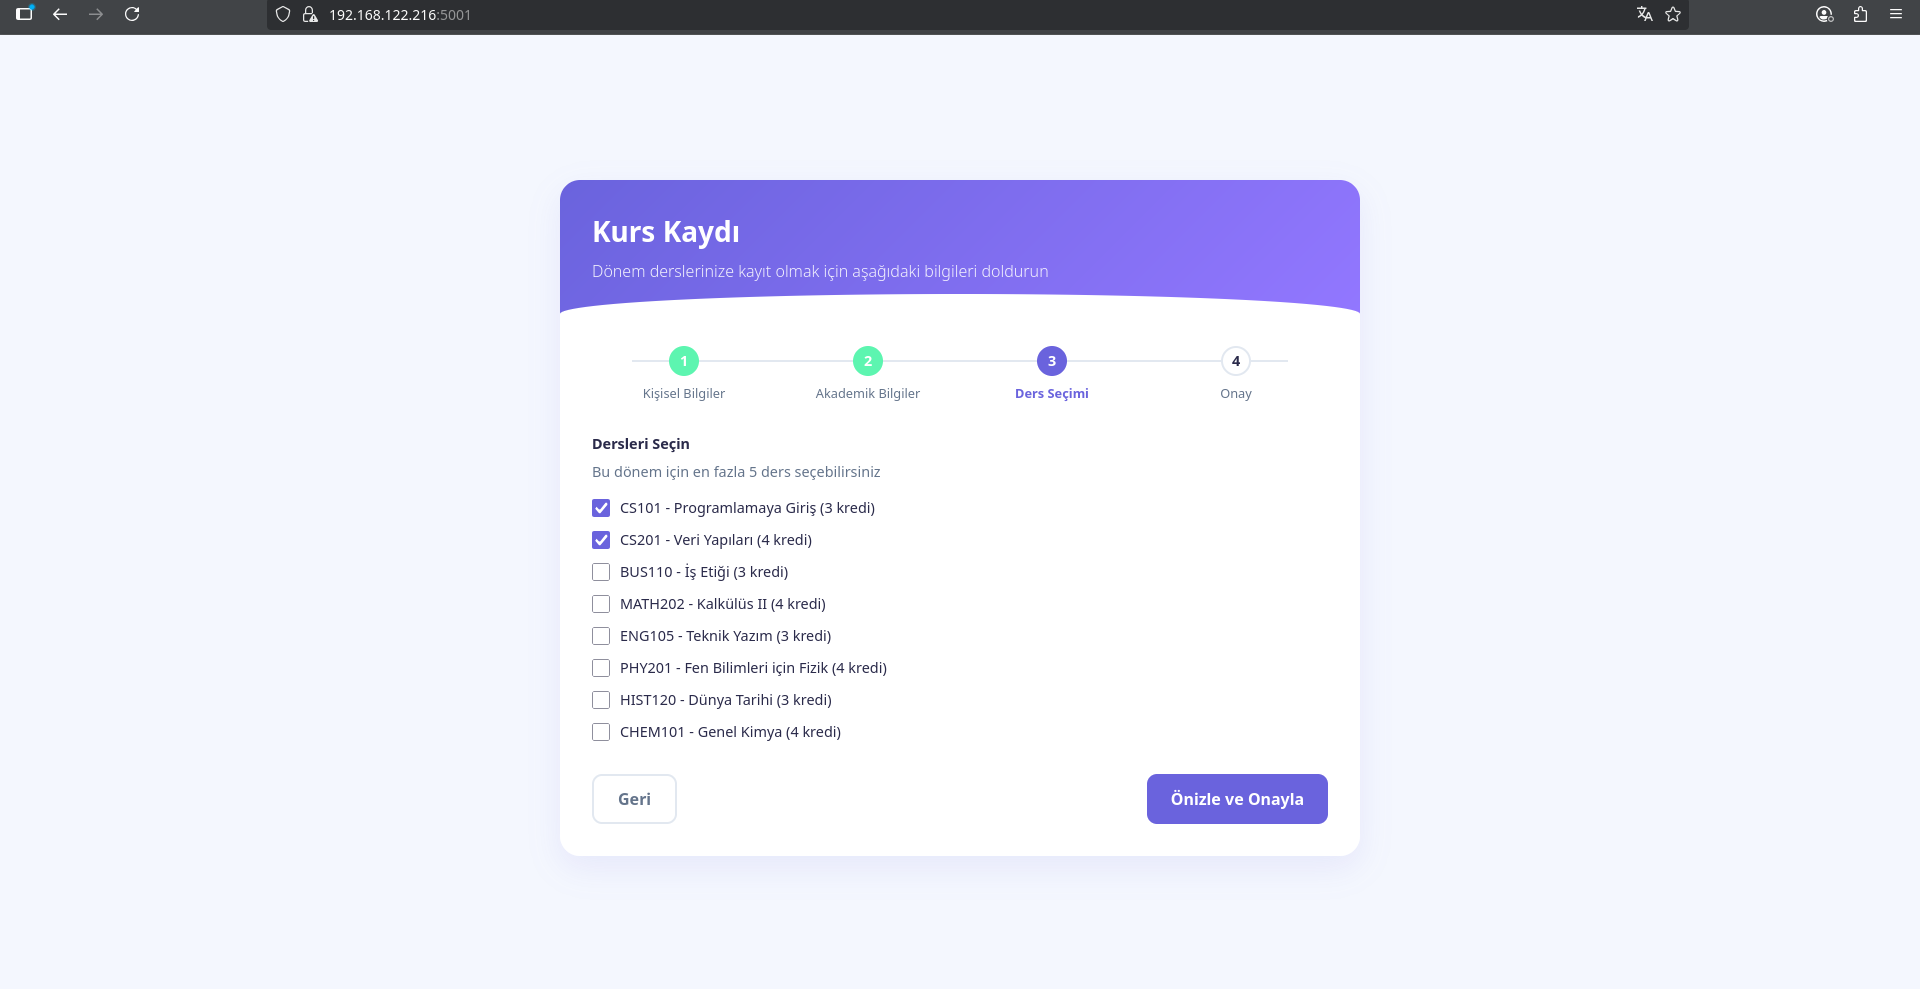 192.168.122.216:5001
Kurs Kaydı
Dönem derslerinize kayıt olmak için aşağıdaki bilgileri doldurun
1 2 3 4
Kişisel Bilgiler Akademik Bilgiler Ders Seçimi Onay
Dersleri Seçin
Bu dönem için en fazla 5 ders seçebilirsiniz
CS101 - Programlamaya Giriş (3 kredi)
CS201 - Veri Yapıları (4 kredi)
BUS110 - İş Etiği (3 kredi)
MATH202 - Kalkülüs II (4 kredi)
ENG105 - Teknik Yazım (3 kredi)
PHY201 - Fen Bilimleri için Fizik (4 kredi)
HIST120 - Dünya Tarihi (3 kredi)
CHEM101 - Genel Kimya (4 kredi)
Geri Önizle ve Onayla